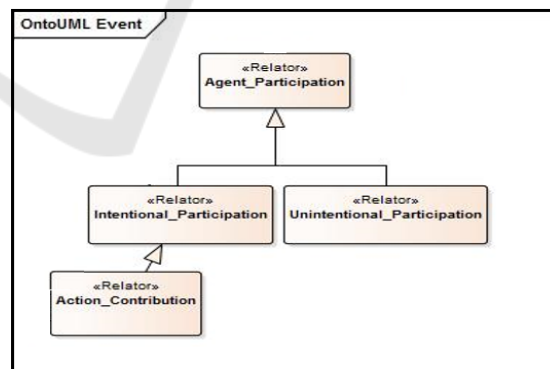 OntoUML Event
«Relator»
Agent_Participation
«Relator»
Intentional_Participation
«Relator»
Unintentional_Participation
«Relator»
Action_Contribution